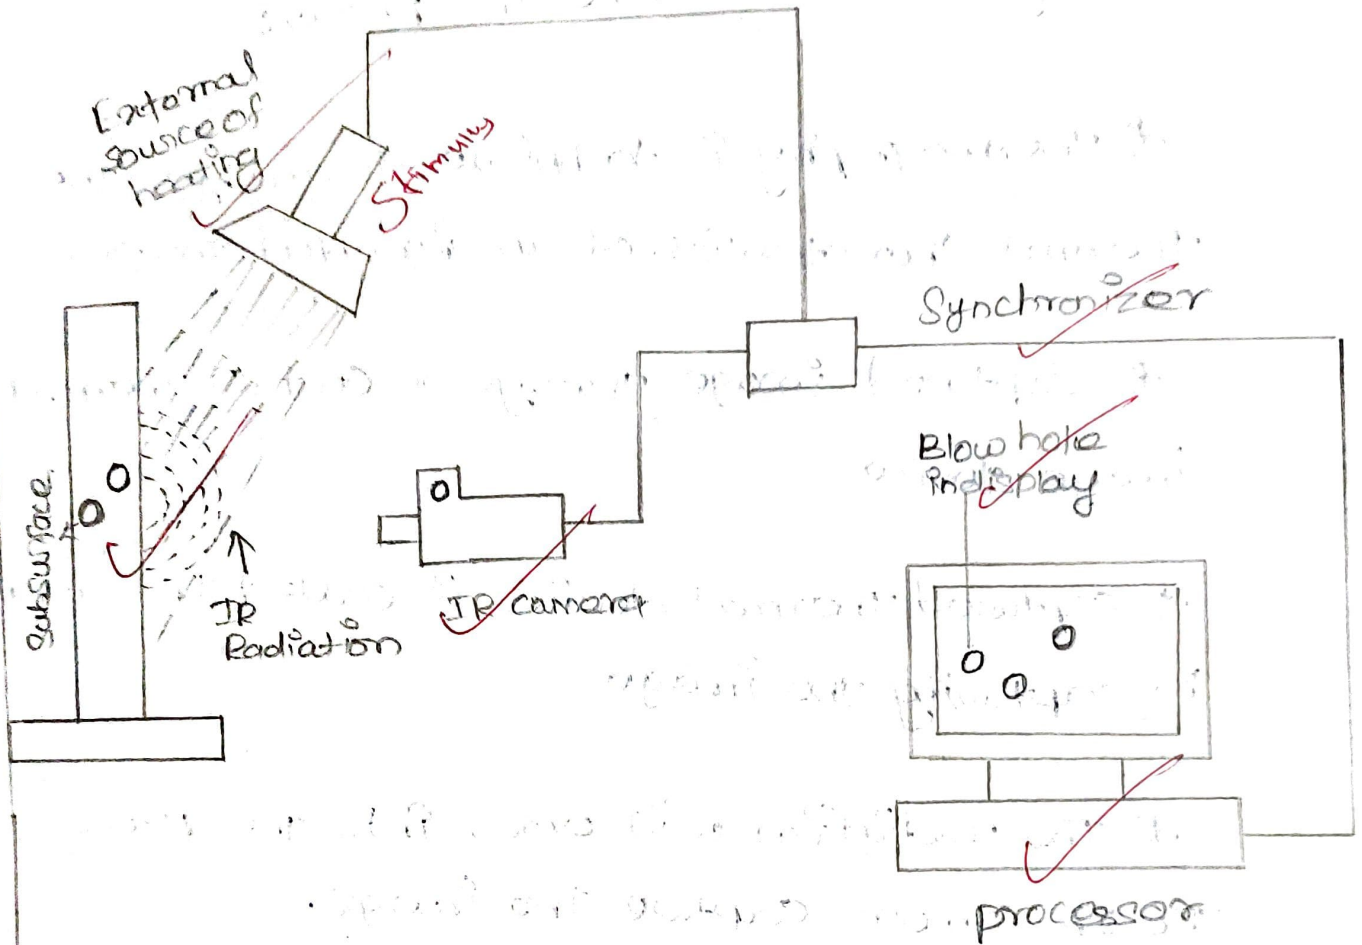 External
source of
heating
Stimulus
Synchronizer
Blow hole
in display
subsurface
IR
Radiation
IR camera
processor